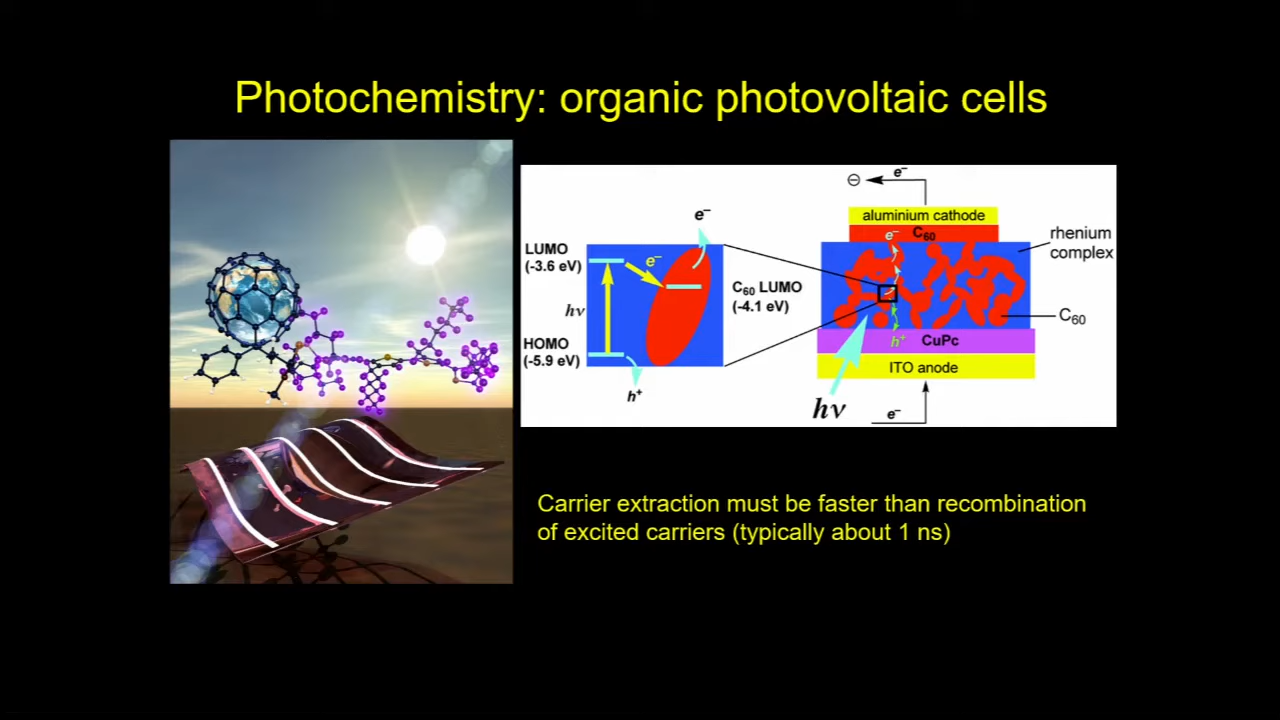 Photochemistry: organic photovoltaic cells
LUMO
(-3.6 eV)
hν
HOMO
(-5.9 eV)
e⁻
e⁻
h⁺
C₆₀ LUMO
(-4.1 eV)
⊖
e⁻
aluminium cathode
C₆₀
e⁻
rhenium
complex
C₆₀
h⁺
CuPc
ITO anode
hν
e⁻
Carrier extraction must be faster than recombination
of excited carriers (typically about 1 ns)